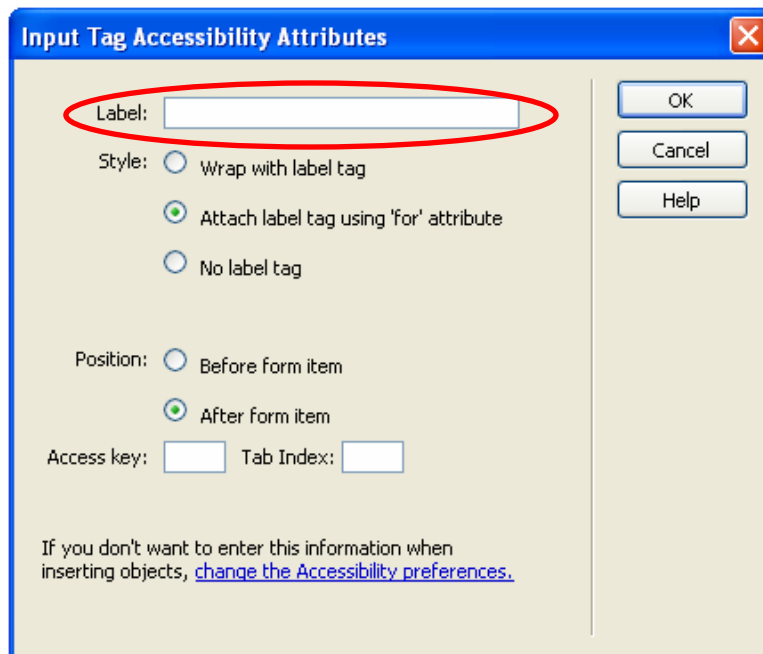 Input Tag Accessibility Attributes
Label:
OK
Style: Wrap with label tag
Cancel
Attach label tag using 'for' attribute
Help
No label tag
Position: Before form item
After form item
Access key: Tab Index:
If you don't want to enter this information when
inserting objects, change the Accessibility preferences.